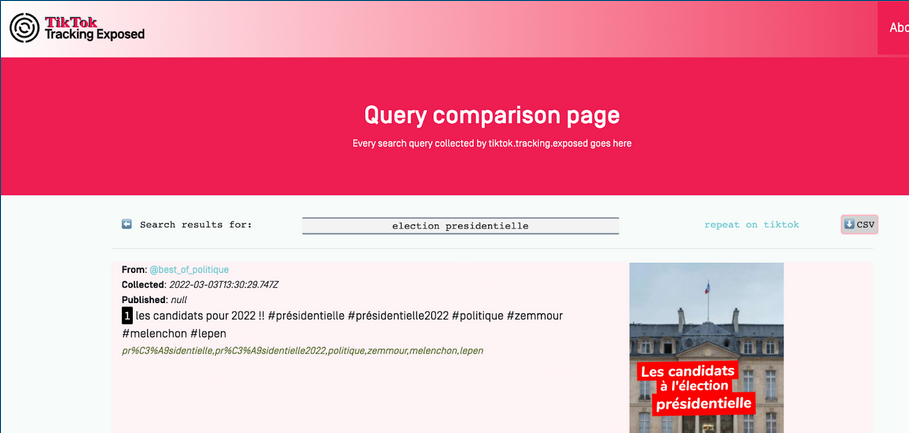 TikTok
Tracking Exposed
Query comparison page
Every search query collected by tiktok.tracking.exposed goes here
Search results for:
election presidentielle
repeat on tiktok
CSV
From: @best_of_politique
Collected: 2022-03-03T13:30:29.747Z
Published: null
1 les candidats pour 2022 !! #présidentielle #présidentielle2022 #politique #zemmour
#melenchon #lepen
pr%C3%A9sidentielle,pr%C3%A9sidentielle2022,politique,zemmour,melenchon,lepen
Les candidats
à l'élection
présidentielle